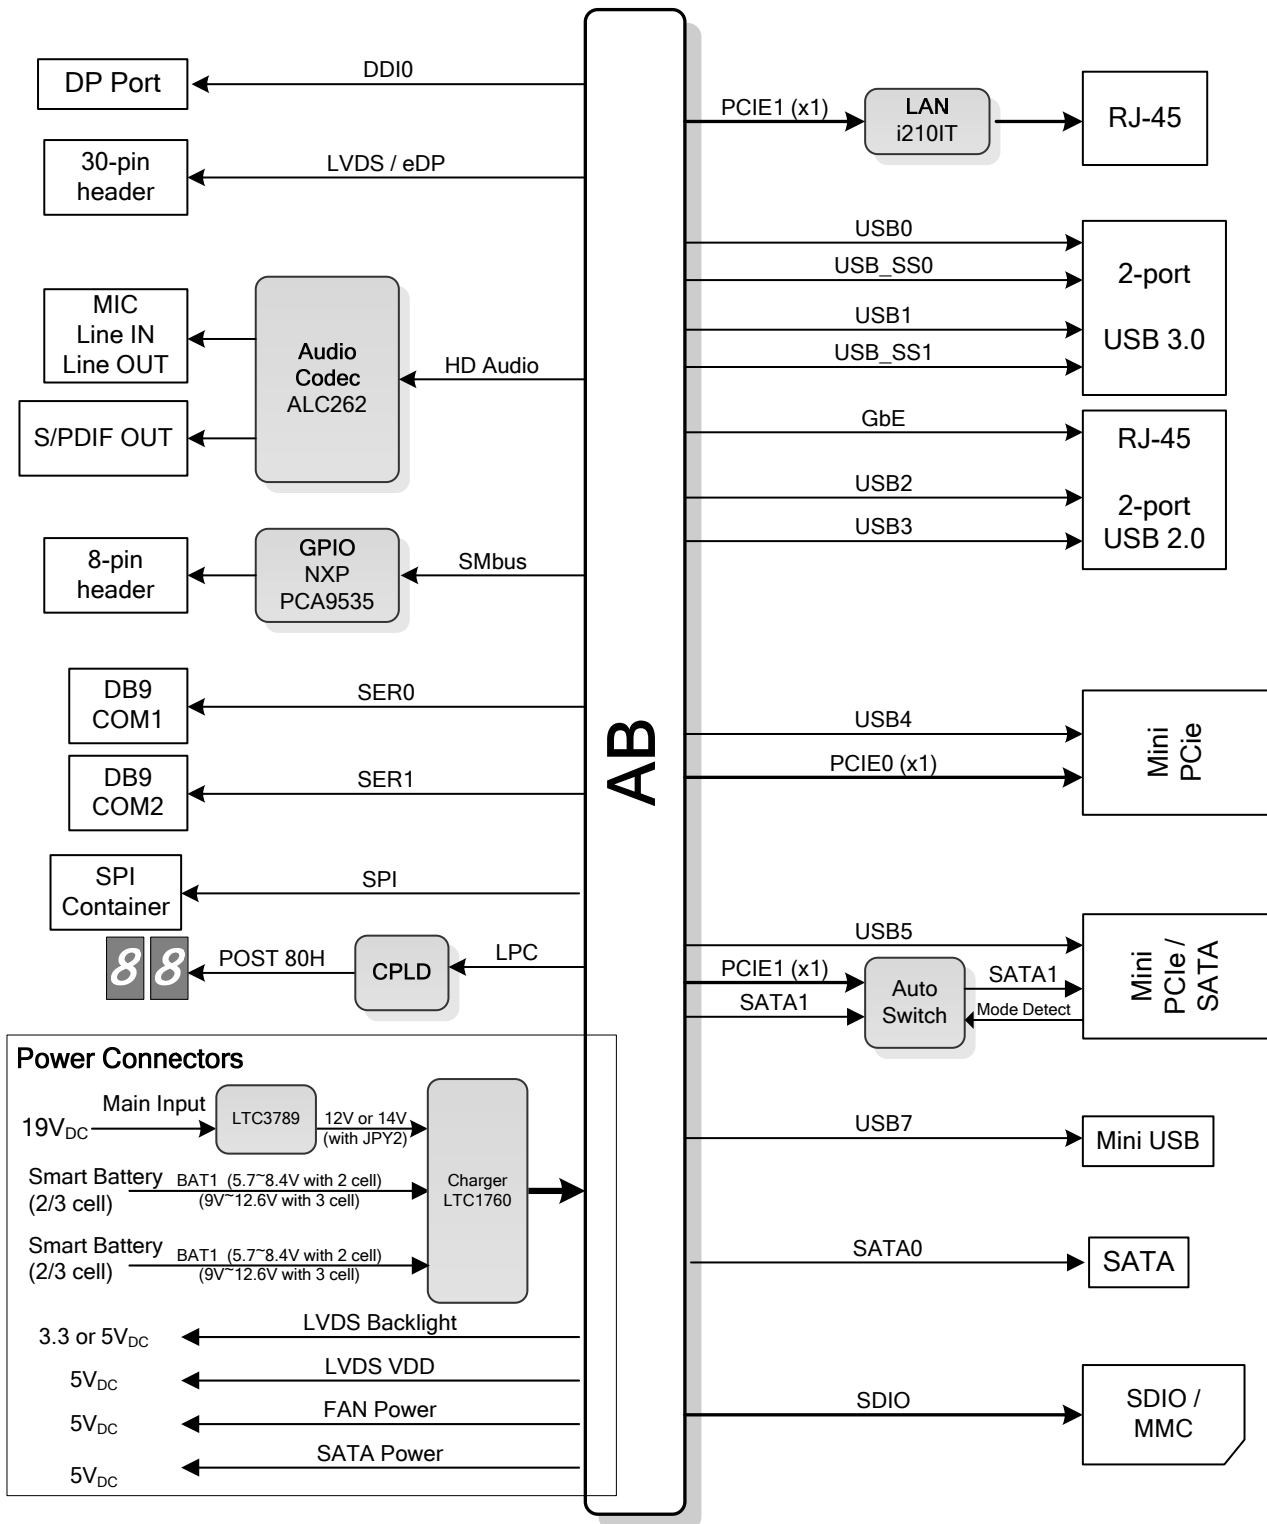 DP Port
DDI0
30-pin
header
LVDS / eDP
MIC
Line IN
Line OUT
S/PDIF OUT
Audio
Codec
ALC262
HD Audio
8-pin
header
GPIO
NXP
PCA9535
SMbus
DB9
COM1
SER0
DB9
COM2
SER1
SPI
Container
SPI
88
POST 80H
CPLD
LPC
Power Connectors
19VDC
Main Input
LTC3789
12V or 14V
(with JPY2)
Smart Battery
(2/3 cell)
BAT1 (5.7~8.4V with 2 cell)
(9V~12.6V with 3 cell)
Charger
LTC1760
Smart Battery
(2/3 cell)
BAT1 (5.7~8.4V with 2 cell)
(9V~12.6V with 3 cell)
3.3 or 5VDC
LVDS Backlight
5VDC
LVDS VDD
5VDC
FAN Power
5VDC
SATA Power
AB
PCIE1 (x1)
LAN
i210IT
RJ-45
USB0
USB_SS0
USB1
USB_SS1
2-port
USB 3.0
GbE
USB2
USB3
RJ-45
2-port
USB 2.0
USB4
PCIE0 (x1)
Mini
PCie
USB5
PCIE1 (x1)
SATA1
Auto
Switch
SATA1
Mode Detect
Mini
PCIe /
SATA
USB7
Mini USB
SATA0
SATA
SDIO
SDIO /
MMC